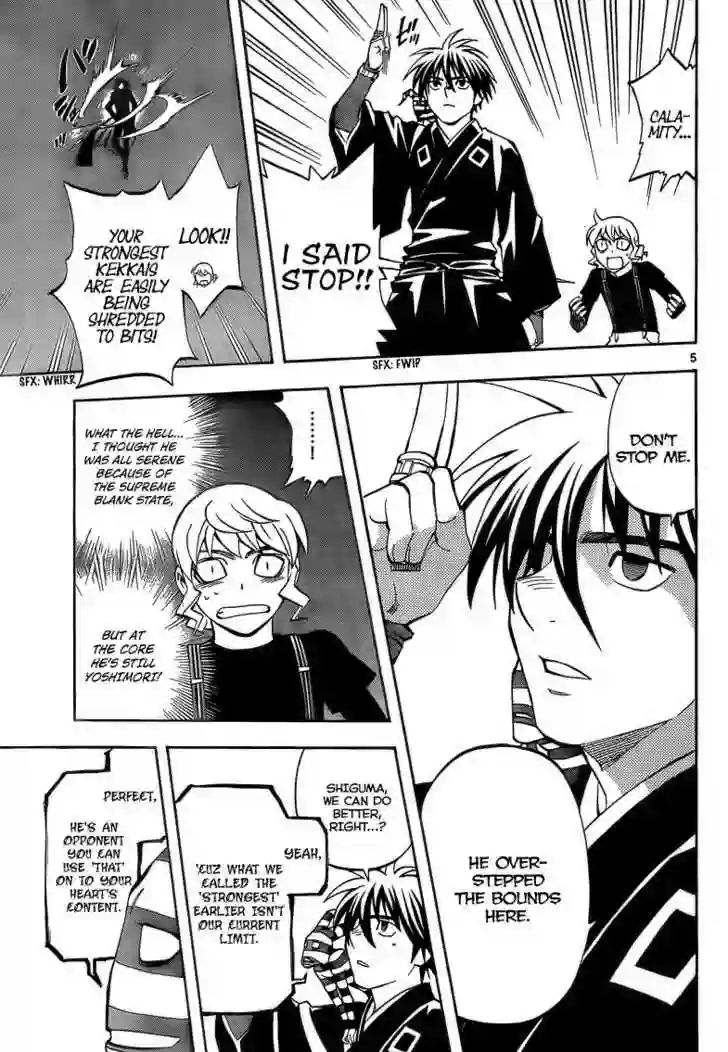 CALA-
MITY...
I SAID
STOP!!
SFX: FWIP
LOOK!!
YOUR
STRONGEST
KEKKAIS
ARE EASILY
BEING
SHREDDED
TO BITS!
SFX: WHIRR
5
DON'T
STOP ME.
HE OVER-
STEPPED
THE BOUNDS
HERE.
.......!
WHAT THE HELL...
I THOUGHT HE
WAS ALL SERENE
BECAUSE OF
THE SUPREME
BLANK STATE,
BUT AT
THE CORE
HE'S STILL
YOSHIMORI!
SHIGUMA,
WE CAN DO
BETTER,
RIGHT...?
YEAH,
'CUZ WHAT WE
CALLED THE
'STRONGEST'
EARLIER ISN'T
OUR CURRENT
LIMIT.
PERFECT,
HE'S AN
OPPONENT
YOU CAN
USE 'THAT'
ON TO YOUR
HEART'S
CONTENT.